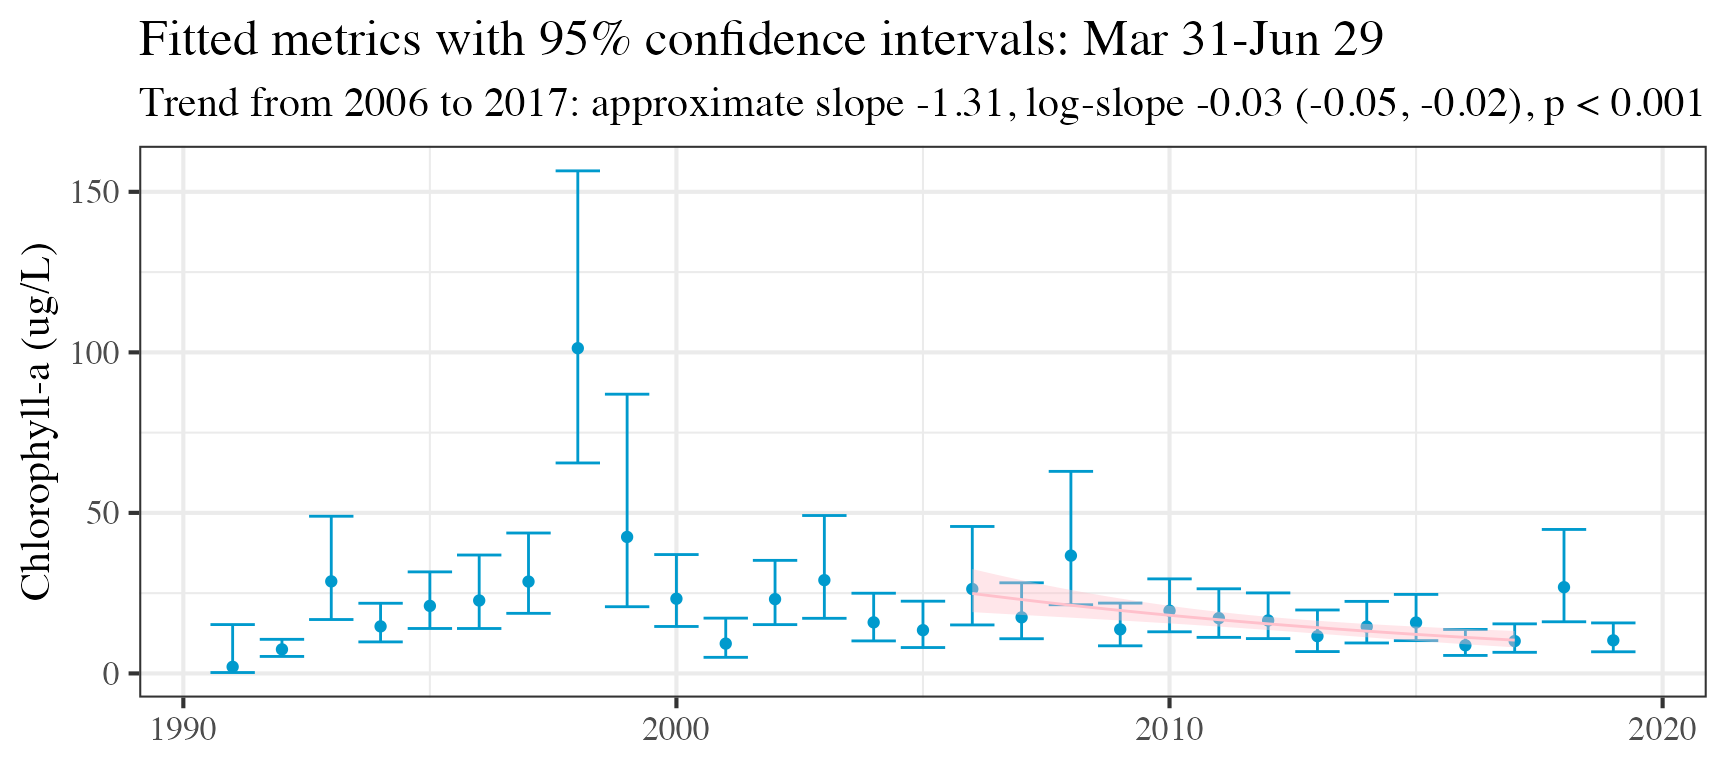 Fitted metrics with 95% confidence intervals: Mar 31-Jun 29
Trend from 2006 to 2017: approximate slope -1.31, log-slope -0.03 (-0.05, -0.02), p < 0.001
Chlorophyll-a (ug/L)
150
100
50
0
1990
2000
2010
2020